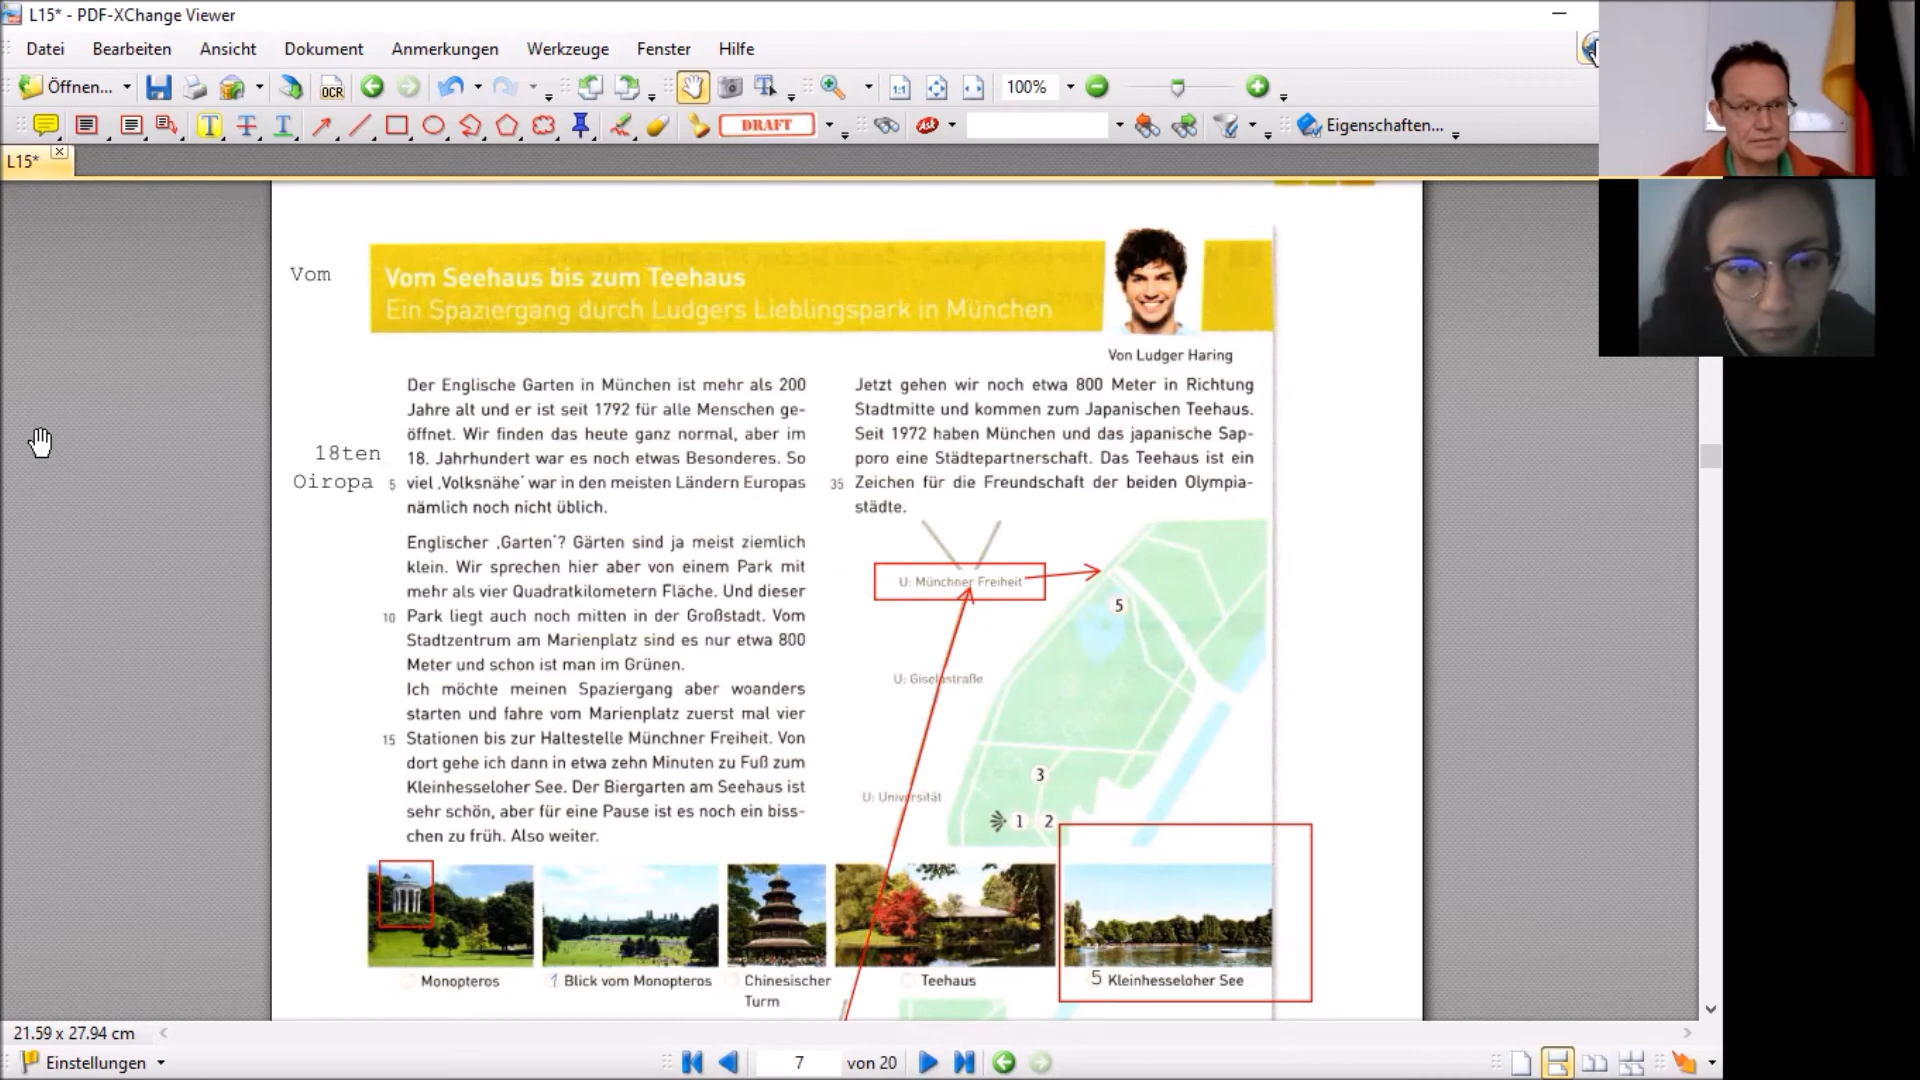 L15* - PDF-XChange Viewer
Datei Bearbeiten Ansicht Dokument Anmerkungen Werkzeuge Fenster Hilfe
Öffnen... OCR 100%
DRAFT Eigenschaften...
L15*
Vom
Vom Seehaus bis zum Teehaus
Ein Spaziergang durch Ludgers Lieblingspark in München
Von Ludger Haring
18ten
Oiropa
Der Englische Garten in München ist mehr als 200
Jahre alt und er ist seit 1792 für alle Menschen ge-
öffnet. Wir finden das heute ganz normal, aber im
18. Jahrhundert war es noch etwas Besonderes. So
5 viel ‚Volksnähe‘ war in den meisten Ländern Europas
nämlich noch nicht üblich.
Englischer ‚Garten‘? Gärten sind ja meist ziemlich
klein. Wir sprechen hier aber von einem Park mit
mehr als vier Quadratkilometern Fläche. Und dieser
10 Park liegt auch noch mitten in der Großstadt. Vom
Stadtzentrum am Marienplatz sind es nur etwa 800
Meter und schon ist man im Grünen.
Ich möchte meinen Spaziergang aber woanders
starten und fahre vom Marienplatz zuerst mal vier
15 Stationen bis zur Haltestelle Münchner Freiheit. Von
dort gehe ich dann in etwa zehn Minuten zu Fuß zum
Kleinhesseloher See. Der Biergarten am Seehaus ist
sehr schön, aber für eine Pause ist es noch ein biss-
chen zu früh. Also weiter.
Jetzt gehen wir noch etwa 800 Meter in Richtung
Stadtmitte und kommen zum Japanischen Teehaus.
Seit 1972 haben München und das japanische Sap-
poro eine Städtepartnerschaft. Das Teehaus ist ein
35 Zeichen für die Freundschaft der beiden Olympia-
städte.
U: Münchner Freiheit
5
U: Giselastraße
3
U: Universität
1 2
Monopteros
1 Blick vom Monopteros
Chinesischer
Turm
Teehaus
5 Kleinhesseloher See
21.59 x 27.94 cm
Einstellungen 7 von 20